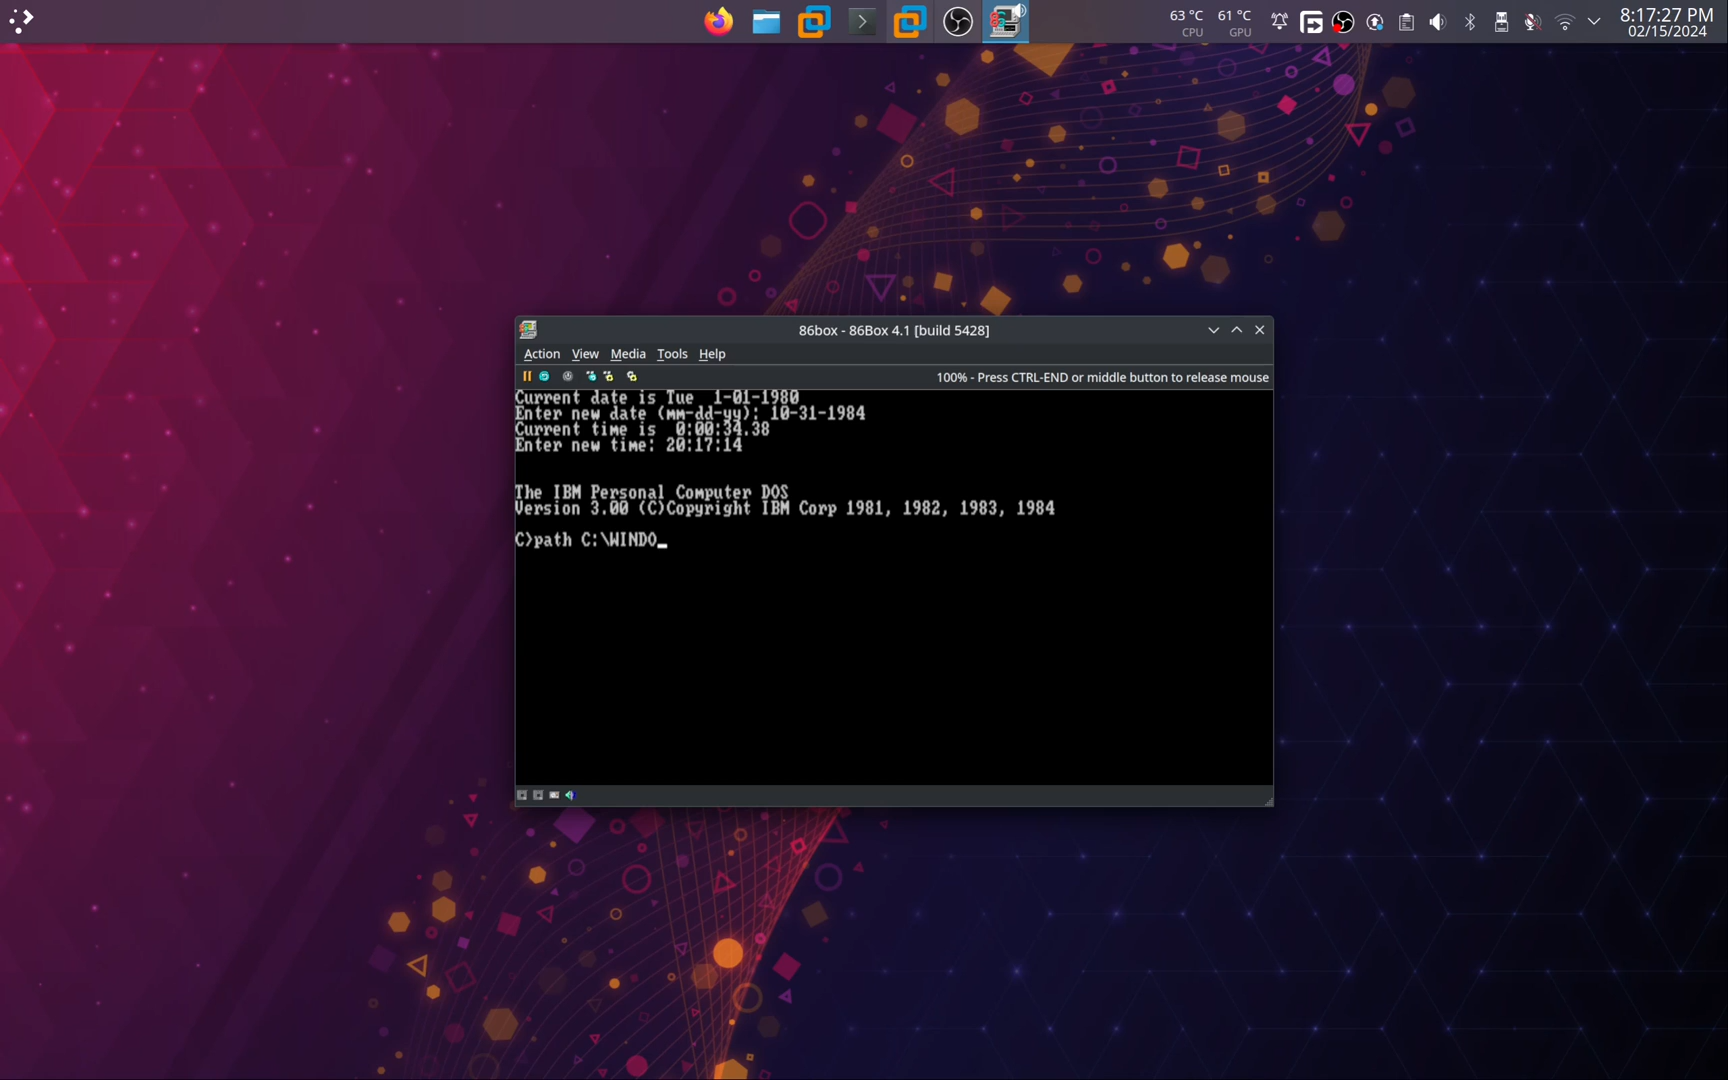 63 °C 61 °C 8:17:27 PM
CPU GPU 02/15/2024
86box - 86Box 4.1 [build 5428]
Action View Media Tools Help
100% - Press CTRL-END or middle button to release mouse
Current date is Tue  1-01-1980
Enter new date (mm-dd-yy): 10-31-1984
Current time is  0:00:34.38
Enter new time: 20:17:14
The IBM Personal Computer DOS
Version 3.00 (C)Copyright IBM Corp 1981, 1982, 1983, 1984
C>path C:\WINDO_